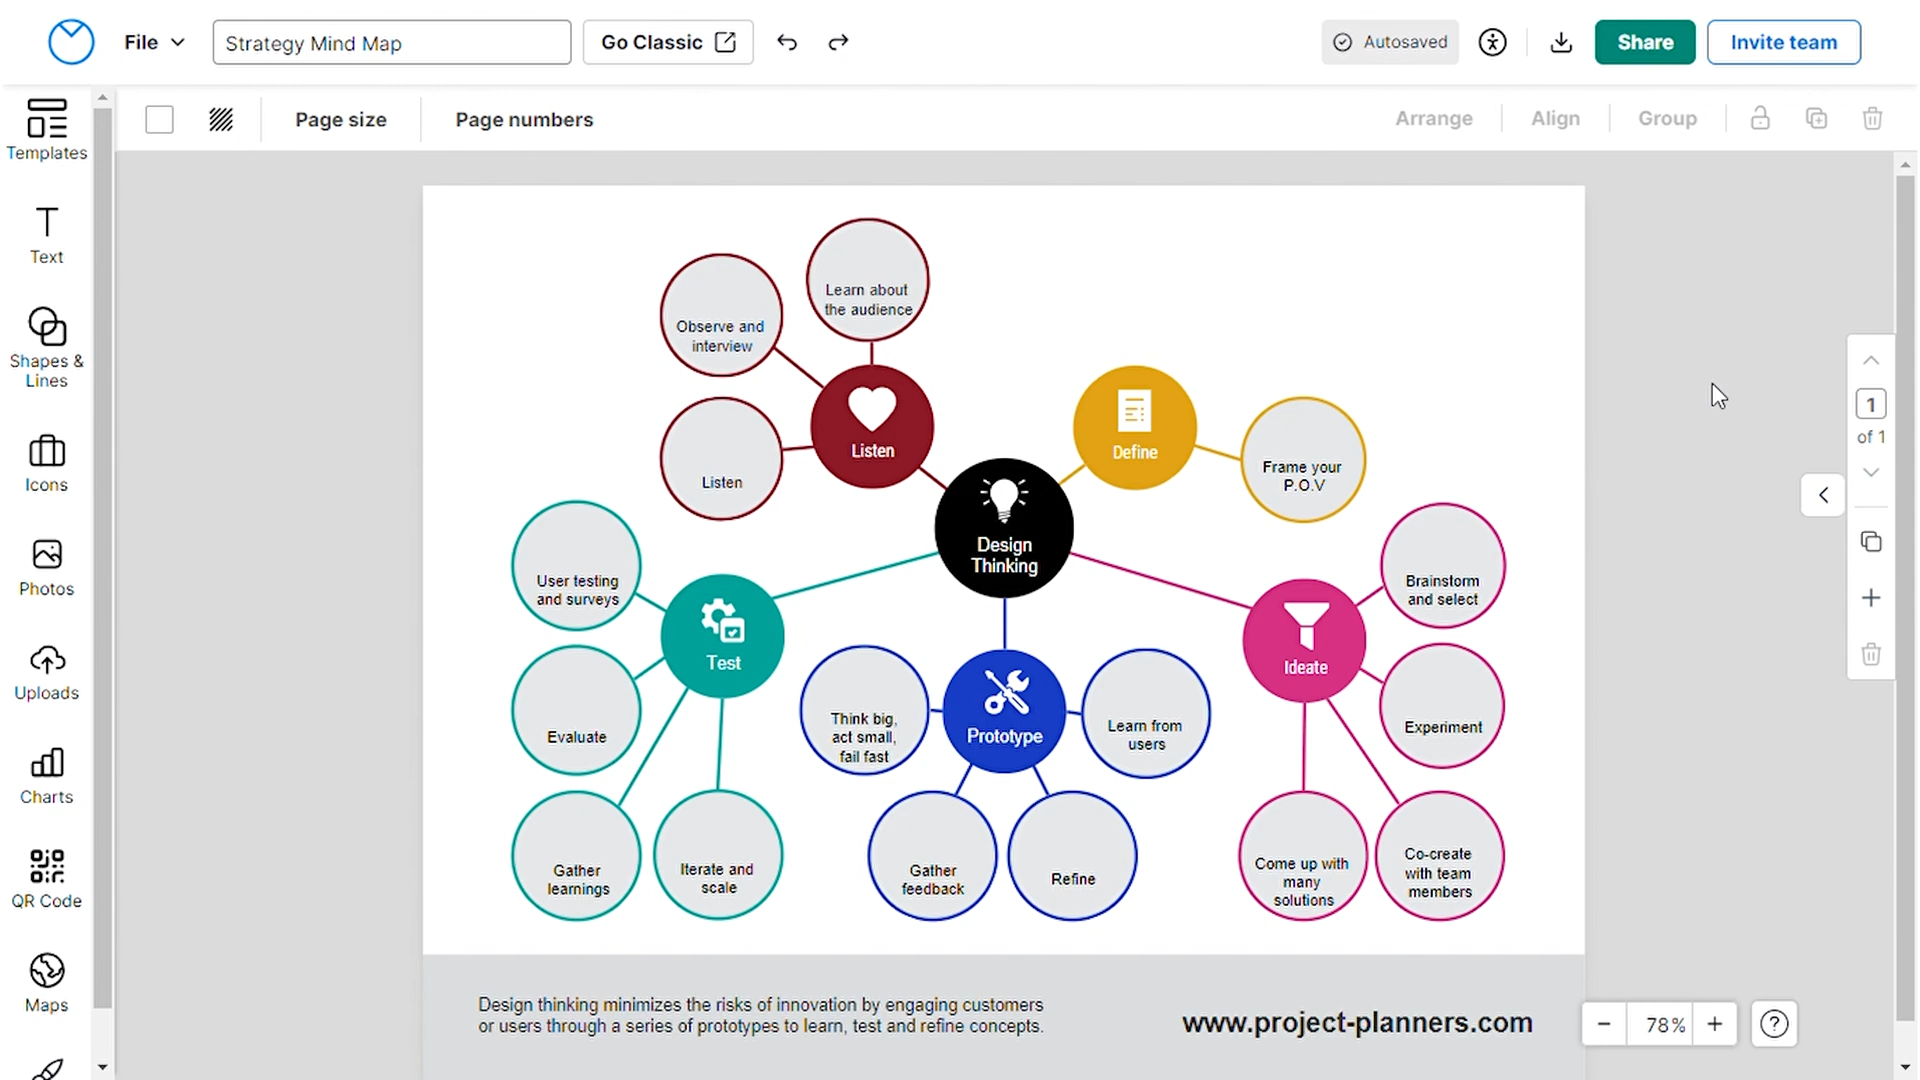 File
Strategy Mind Map
Go Classic
Autosaved
Share
Invite team
Page size
Page numbers
Arrange
Align
Group
Templates
Text
Shapes &
Lines
Icons
Photos
Uploads
Charts
QR Code
Maps
Learn about
the audience
Observe and
interview
Listen
Listen
Define
Frame your
P.O.V
Design
Thinking
User testing
and surveys
Test
Evaluate
Gather
learnings
Iterate and
scale
Think big,
act small,
fail fast
Prototype
Learn from
users
Gather
feedback
Refine
Ideate
Brainstorm
and select
Experiment
Come up with
many
solutions
Co-create
with team
members
1
of 1
Design thinking minimizes the risks of innovation by engaging customers
or users through a series of prototypes to learn, test and refine concepts.
www.project-planners.com
78%